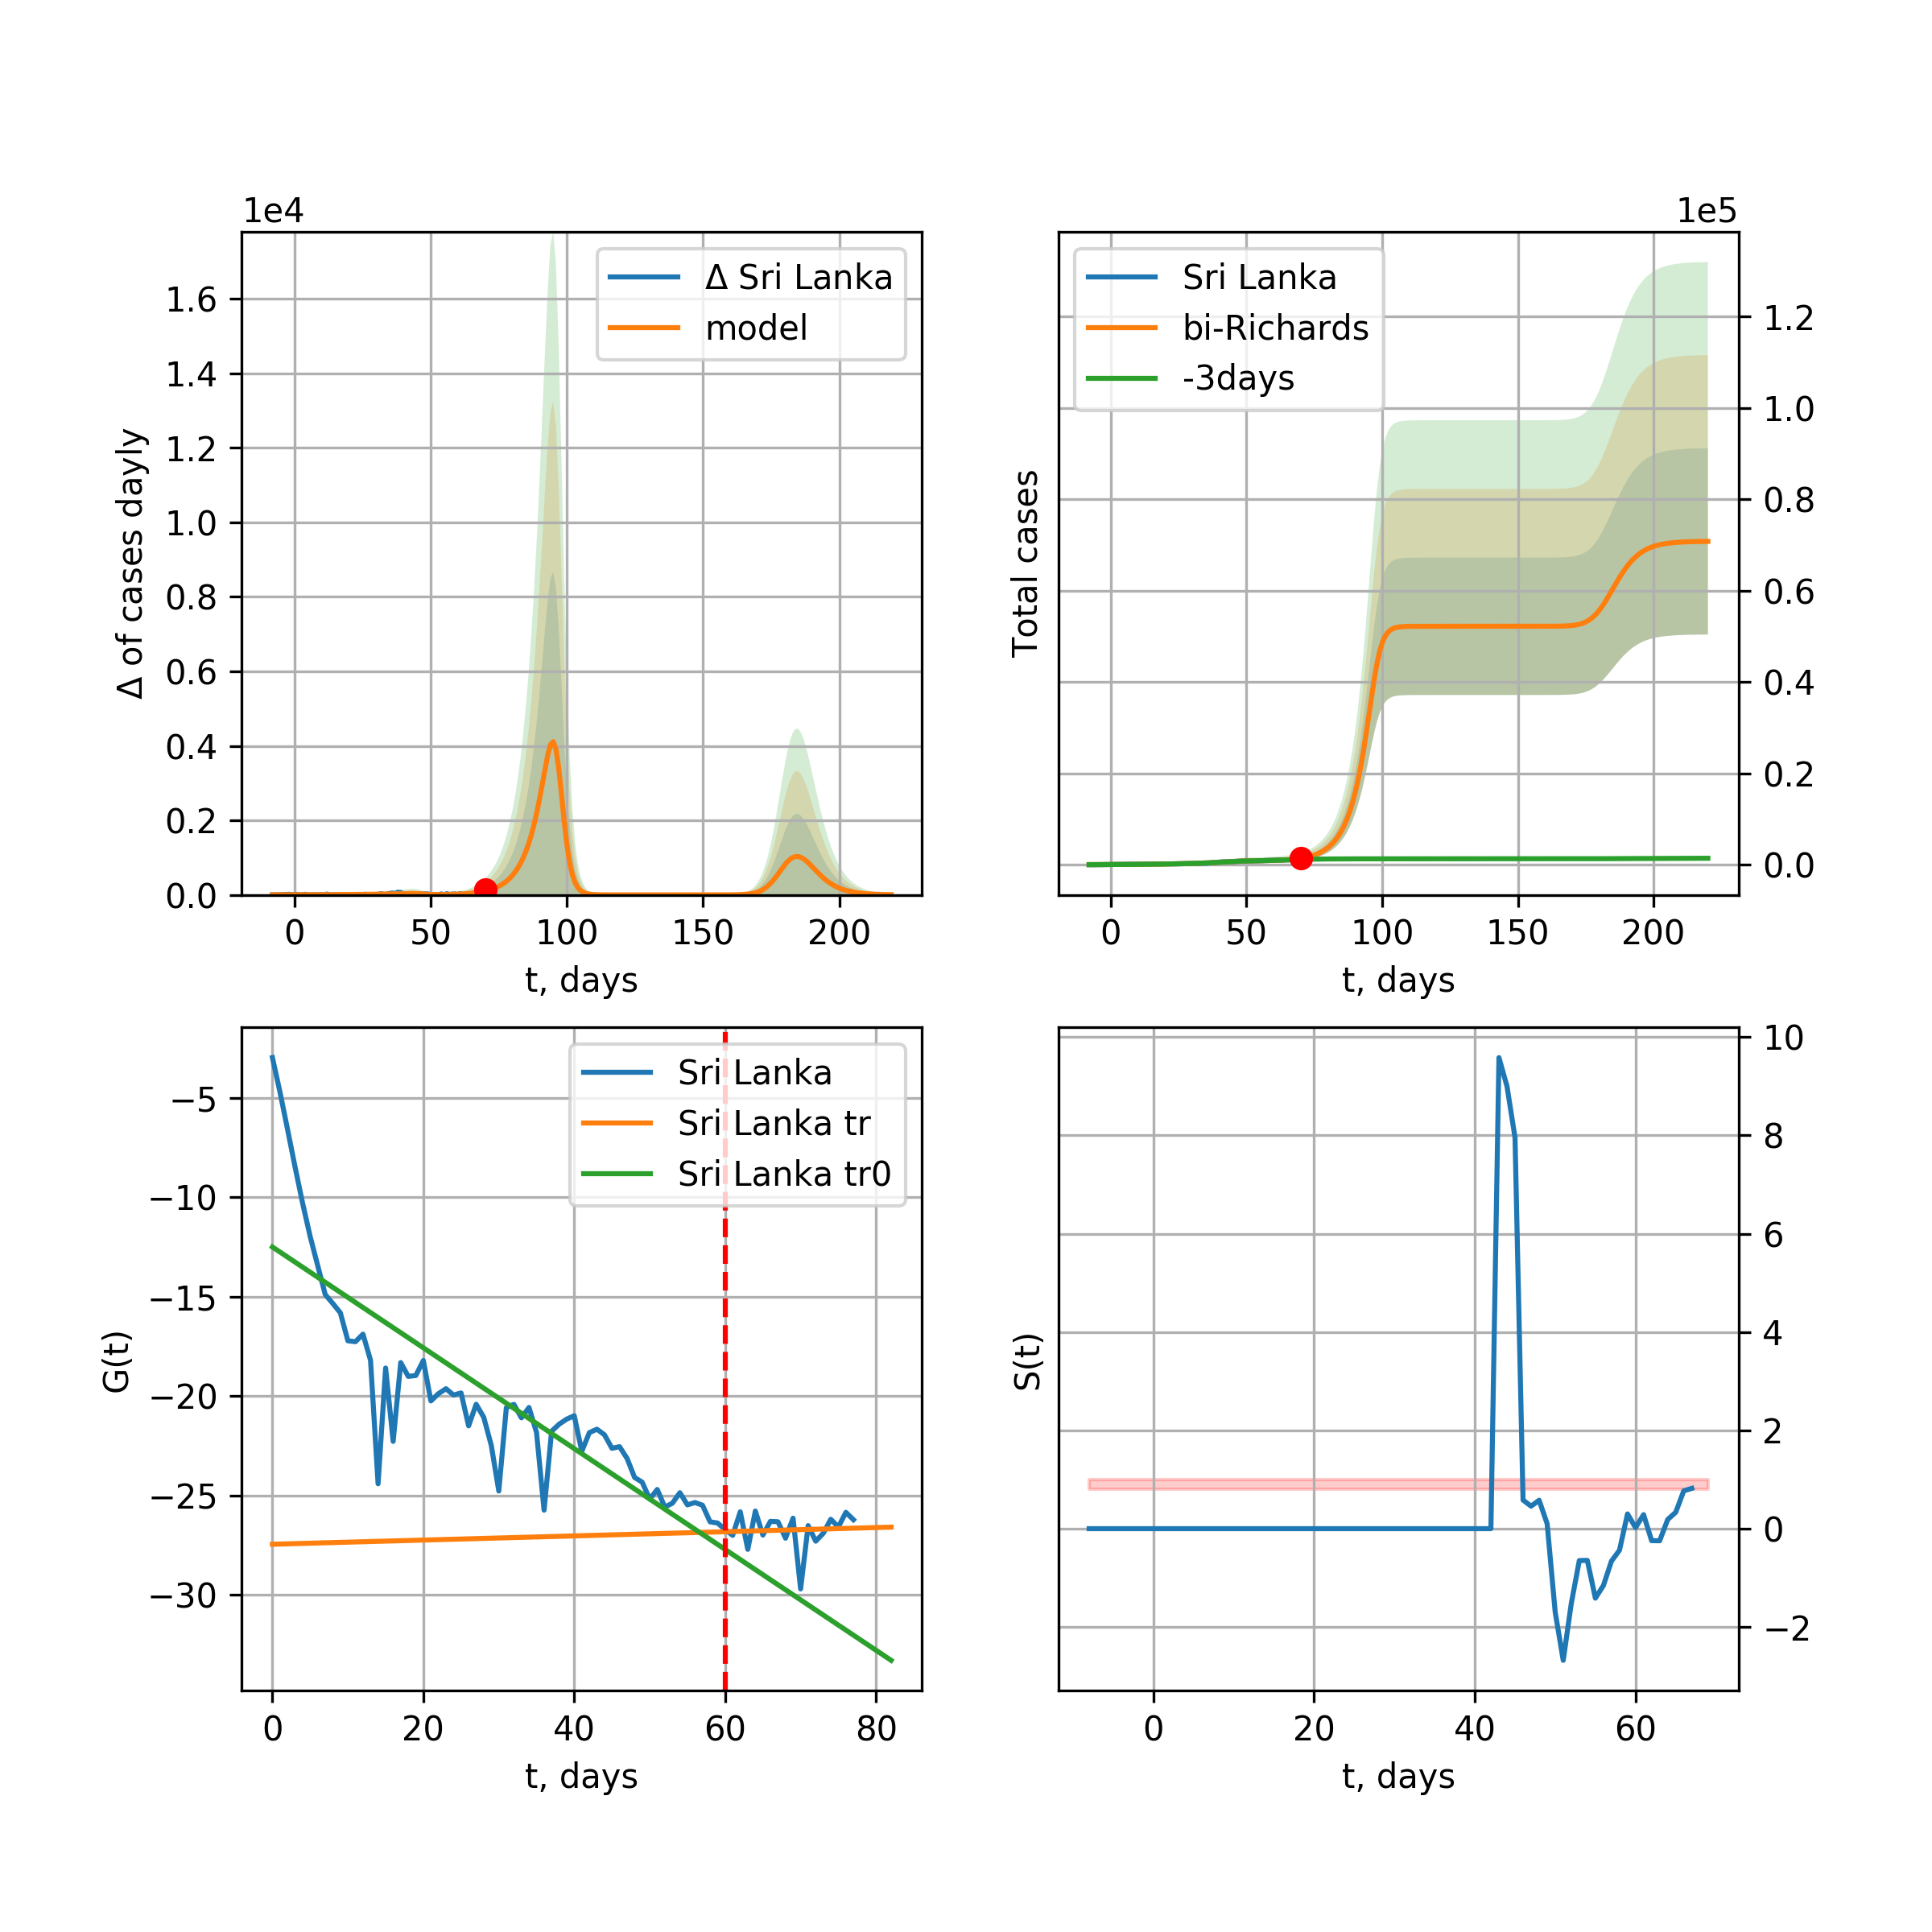 1e4
Δ of cases dayly
1.6
1.4
1.2
1.0
0.8
0.6
0.4
0.2
0.0
Δ Sri Lanka
model
0 50 100 150 200
t, days
1e5
Total cases
Sri Lanka
bi-Richards
-3days
1.2
1.0
0.8
0.6
0.4
0.2
0.0
0 50 100 150 200
t, days
G(t)
−5
−10
−15
−20
−25
−30
Sri Lanka
Sri Lanka tr
Sri Lanka tr0
0 20 40 60 80
t, days
S(t)
10
8
6
4
2
0
−2
0 20 40 60
t, days